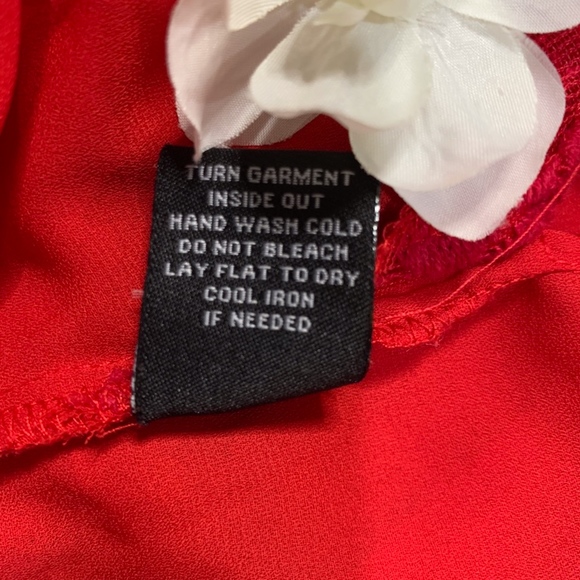 TURN GARMENT
INSIDE OUT
HAND WASH COLD
DO NOT BLEACH
LAY FLAT TO DRY
COOL IRON
IF NEEDED